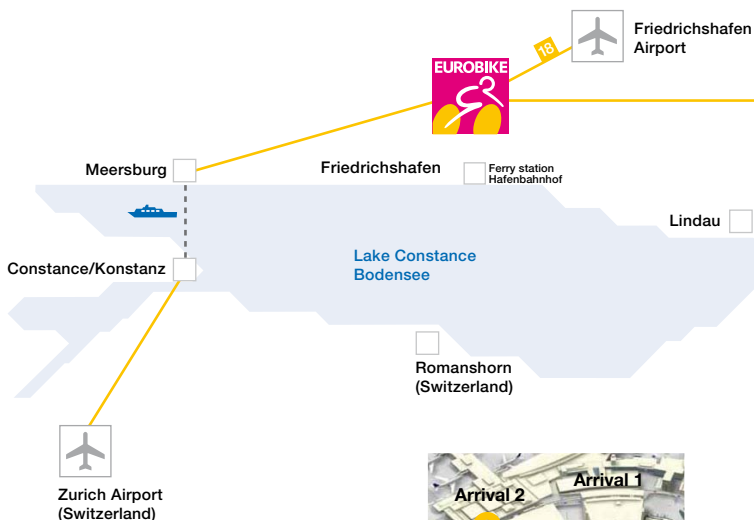 Friedrichshafen
Airport
18
EUROBIKE
Meersburg
Friedrichshafen
Ferry station
Hafenbahnhof
Lindau
Constance/Konstanz
Lake Constance
Bodensee
Romanshorn
(Switzerland)
Zurich Airport
(Switzerland)
Arrival 1
Arrival 2